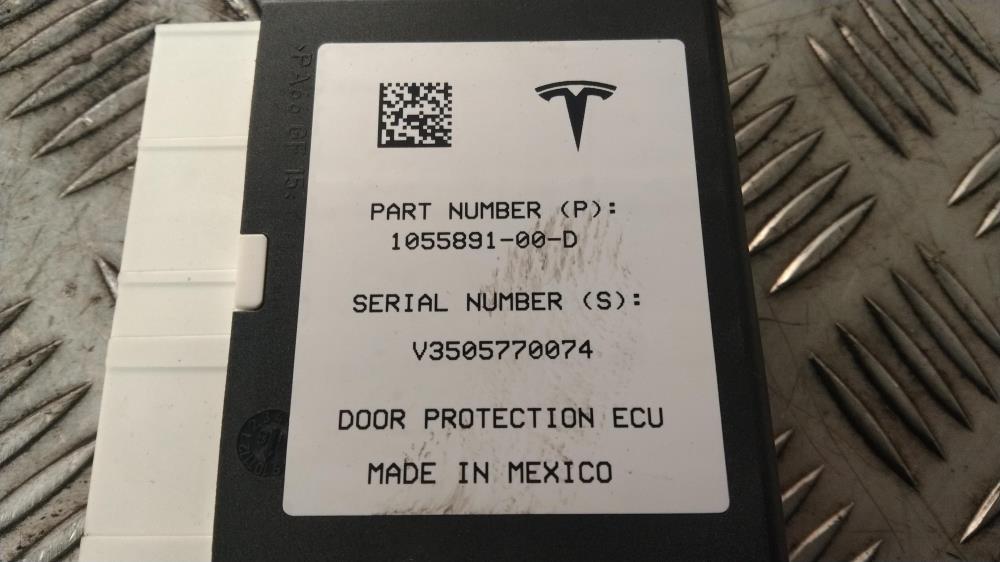 PART NUMBER (P):
1055891-00-D
SERIAL NUMBER (S):
V3505770074
DOOR PROTECTION ECU
MADE IN MEXICO